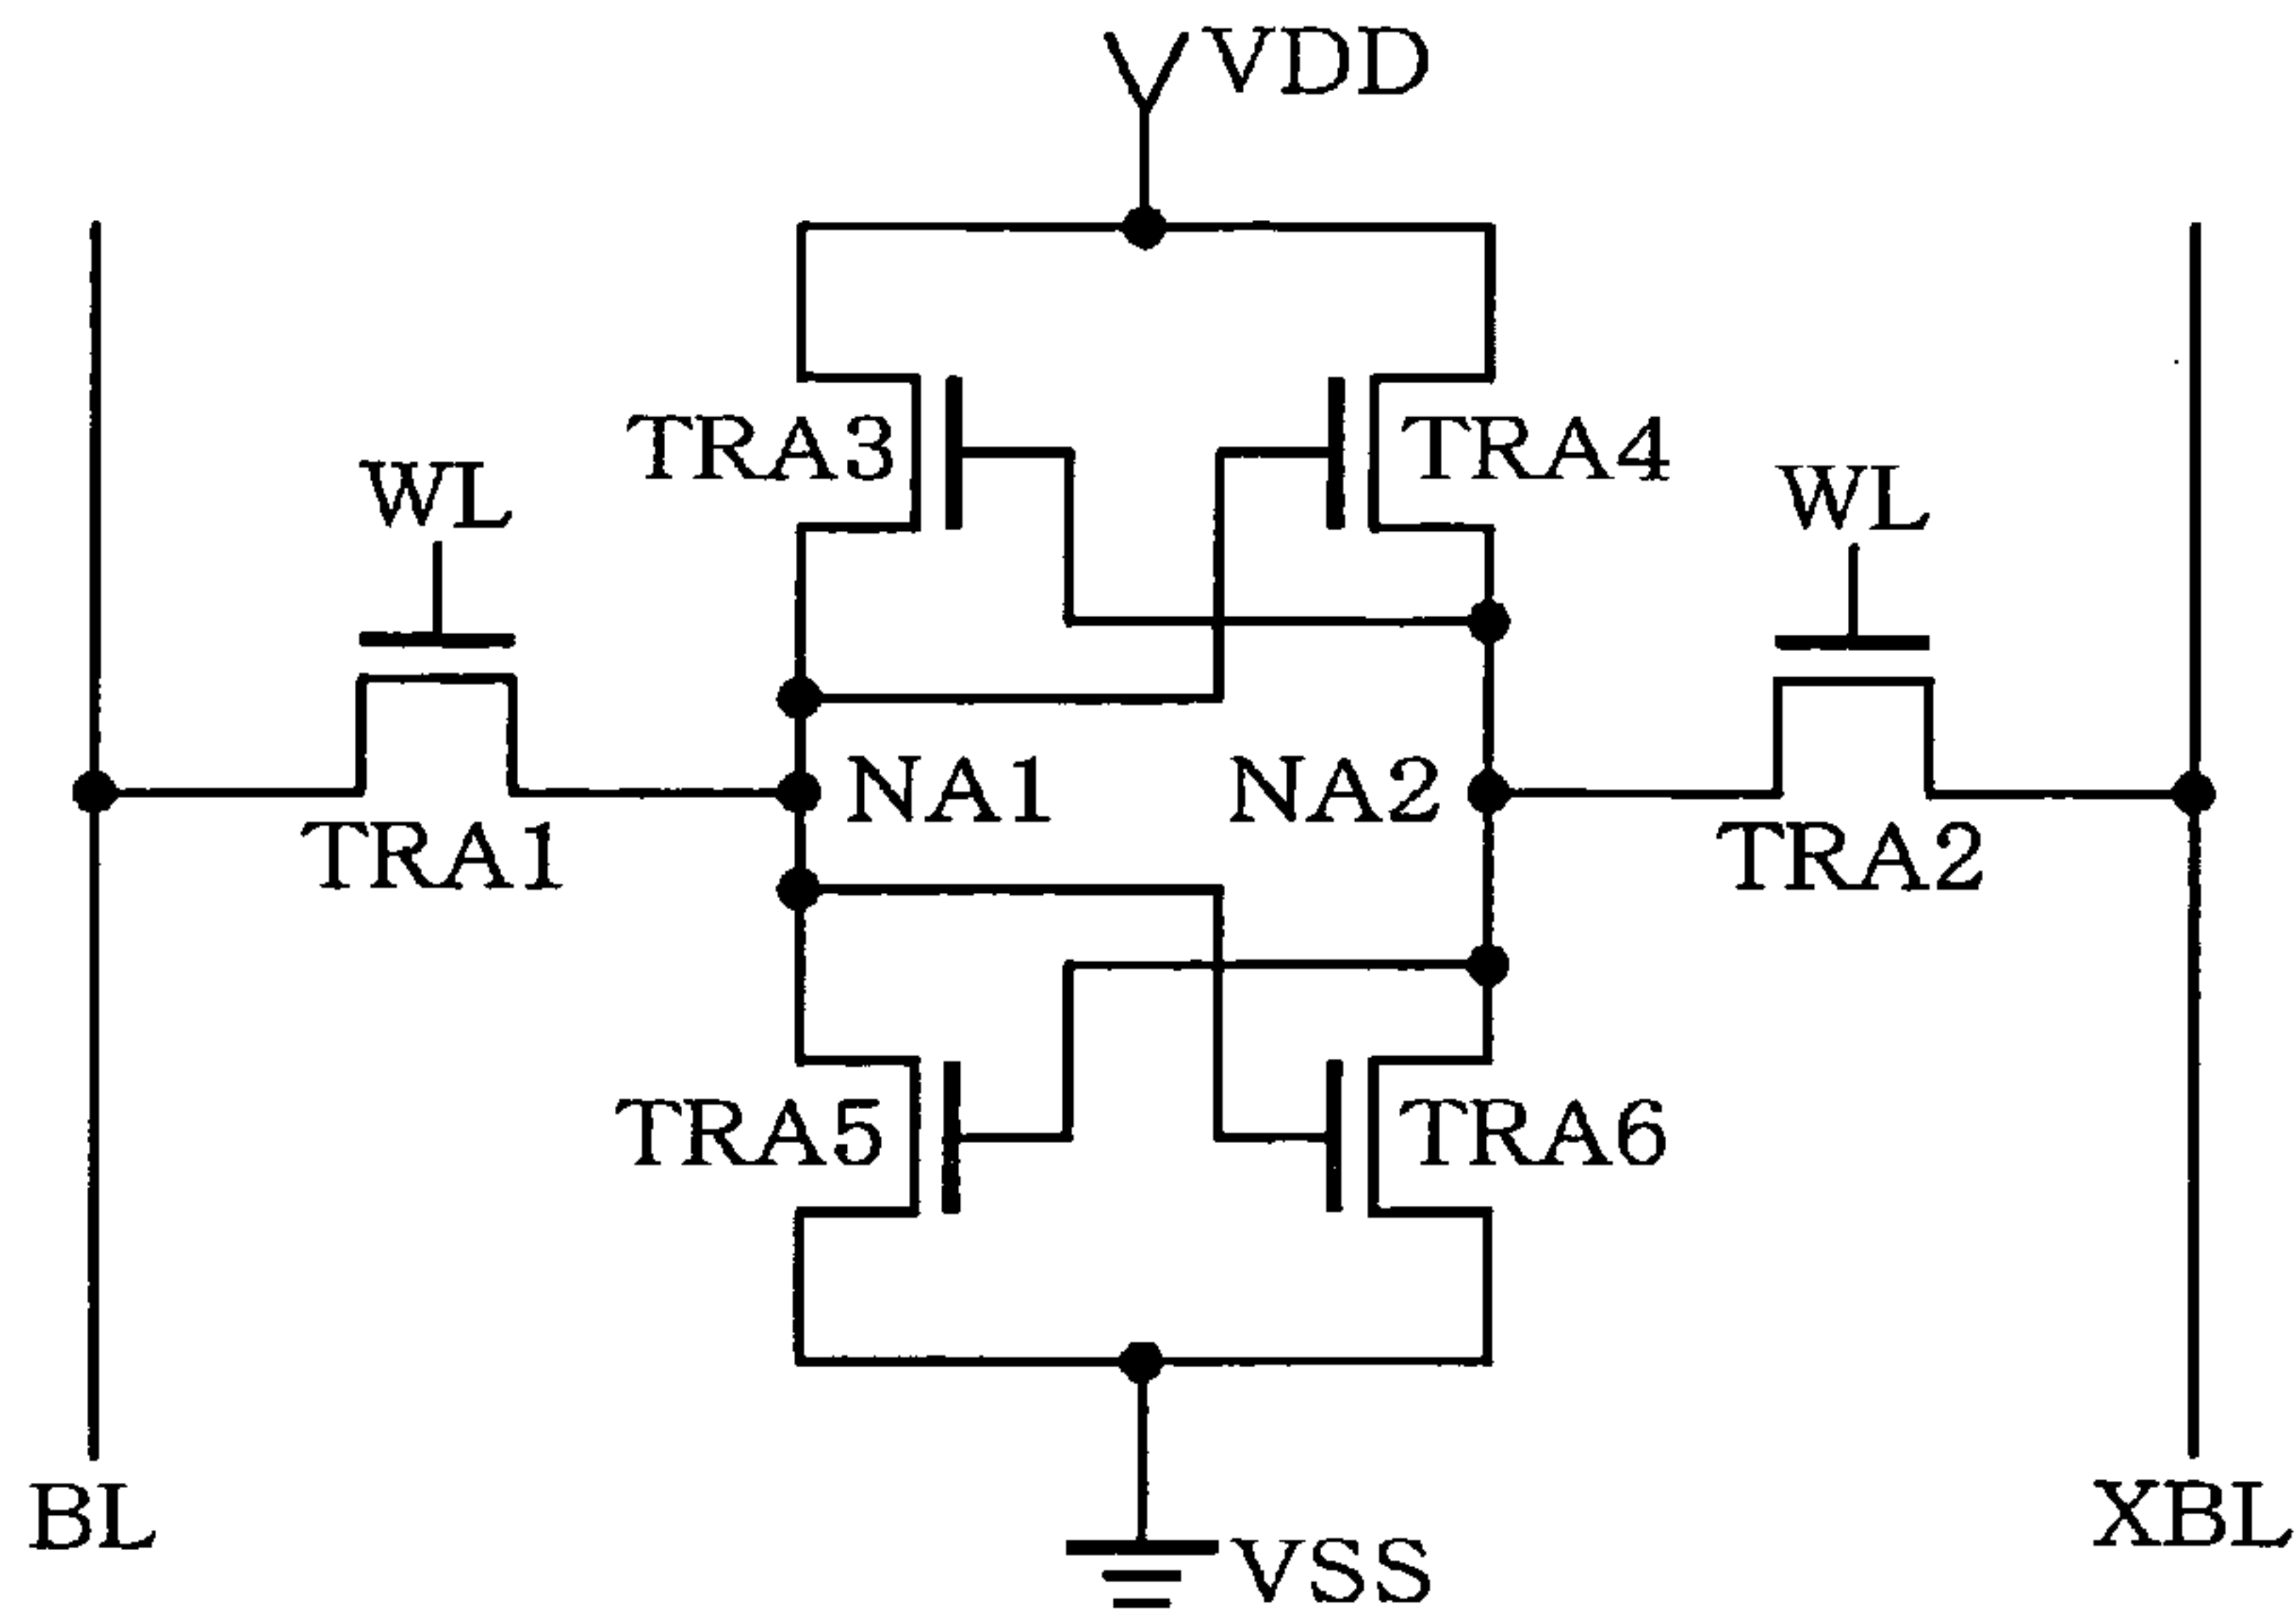 VDD
TRA3 TRA4
WL WL
NA1 NA2
TRA1 TRA2
TRA5 TRA6
BL XBL
VSS